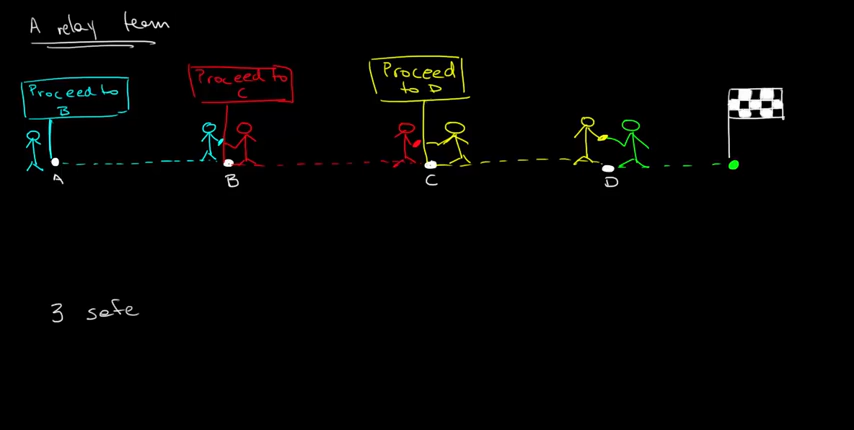 A relay team
Proceed to
B
Proceed to
C
Proceed
to D
A
B
C
D
3 safe